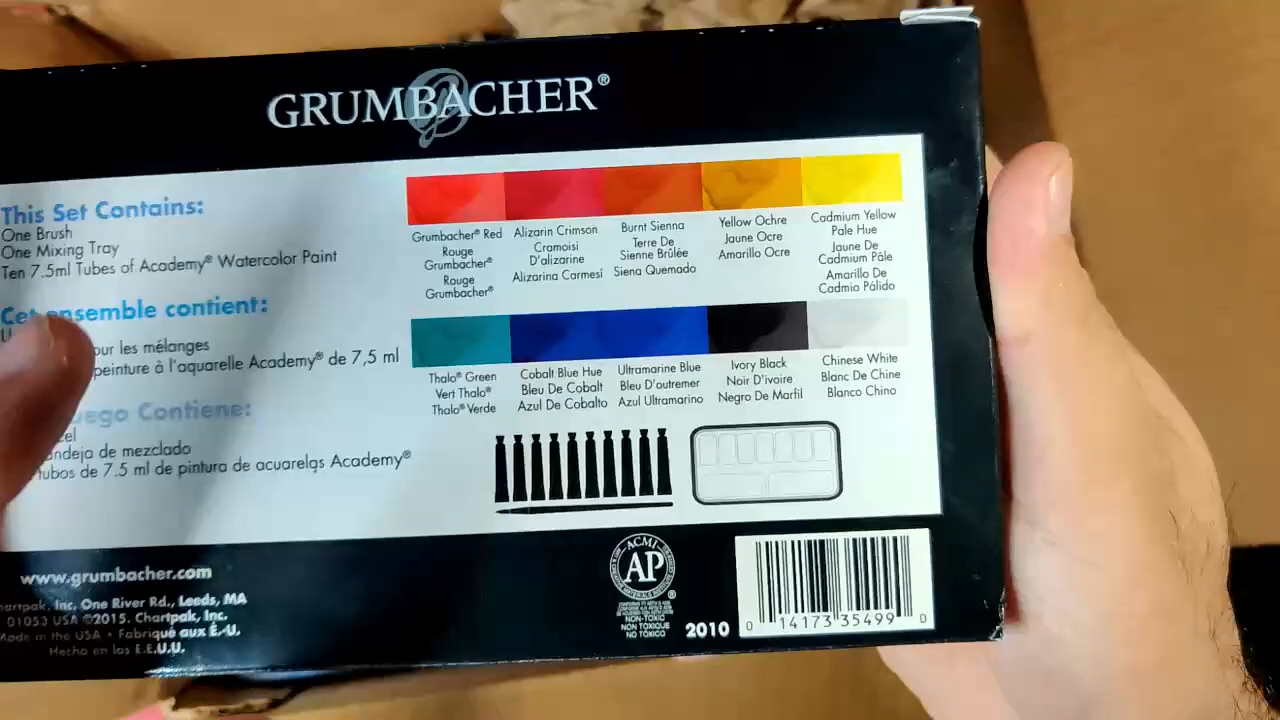 GRUMBACHER®
This Set Contains:
One Brush
One Mixing Tray
Ten 7.5ml Tubes of Academy® Watercolor Paint
Cet ensemble contient:
our les mélanges
peinture à l'aquarelle Academy® de 7,5 ml
Contiene:
de mezclado
tubos de 7.5 ml de pintura de acuarelas Academy®
Grumbacher® Red
Rouge
Grumbacher®
Rouge
Grumbacher®
Alizarin Crimson
Cramoisi
D'alizarine
Alizarina Carmesí
Burnt Sienna
Terre De
Sienne Brûlée
Siena Quemado
Yellow Ochre
Jaune Ocre
Amarillo Ocre
Cadmium Yellow
Pale Hue
Jaune De
Cadmium Pâle
Amarillo De
Cadmio Pálido
Thalo® Green
Vert Thalo®
Thalo® Verde
Cobalt Blue Hue
Bleu De Cobalt
Azul De Cobalto
Ultramarine Blue
Bleu D'outremer
Azul Ultramarino
Ivory Black
Noir D'ivoire
Negro De Marfil
Chinese White
Blanc De Chine
Blanco Chino
www.grumbacher.com
Chartpak, Inc. One River Rd., Leeds, MA
01053 USA ©2015. Chartpak, Inc.
Made in the USA • Fabriqué aux É.-U.
Hecho en los E.E.U.U.
ACMI
AP
®
NON-TOXIC
NON TOXIQUE
NO TÓXICO
2010
0 14173 35499 0